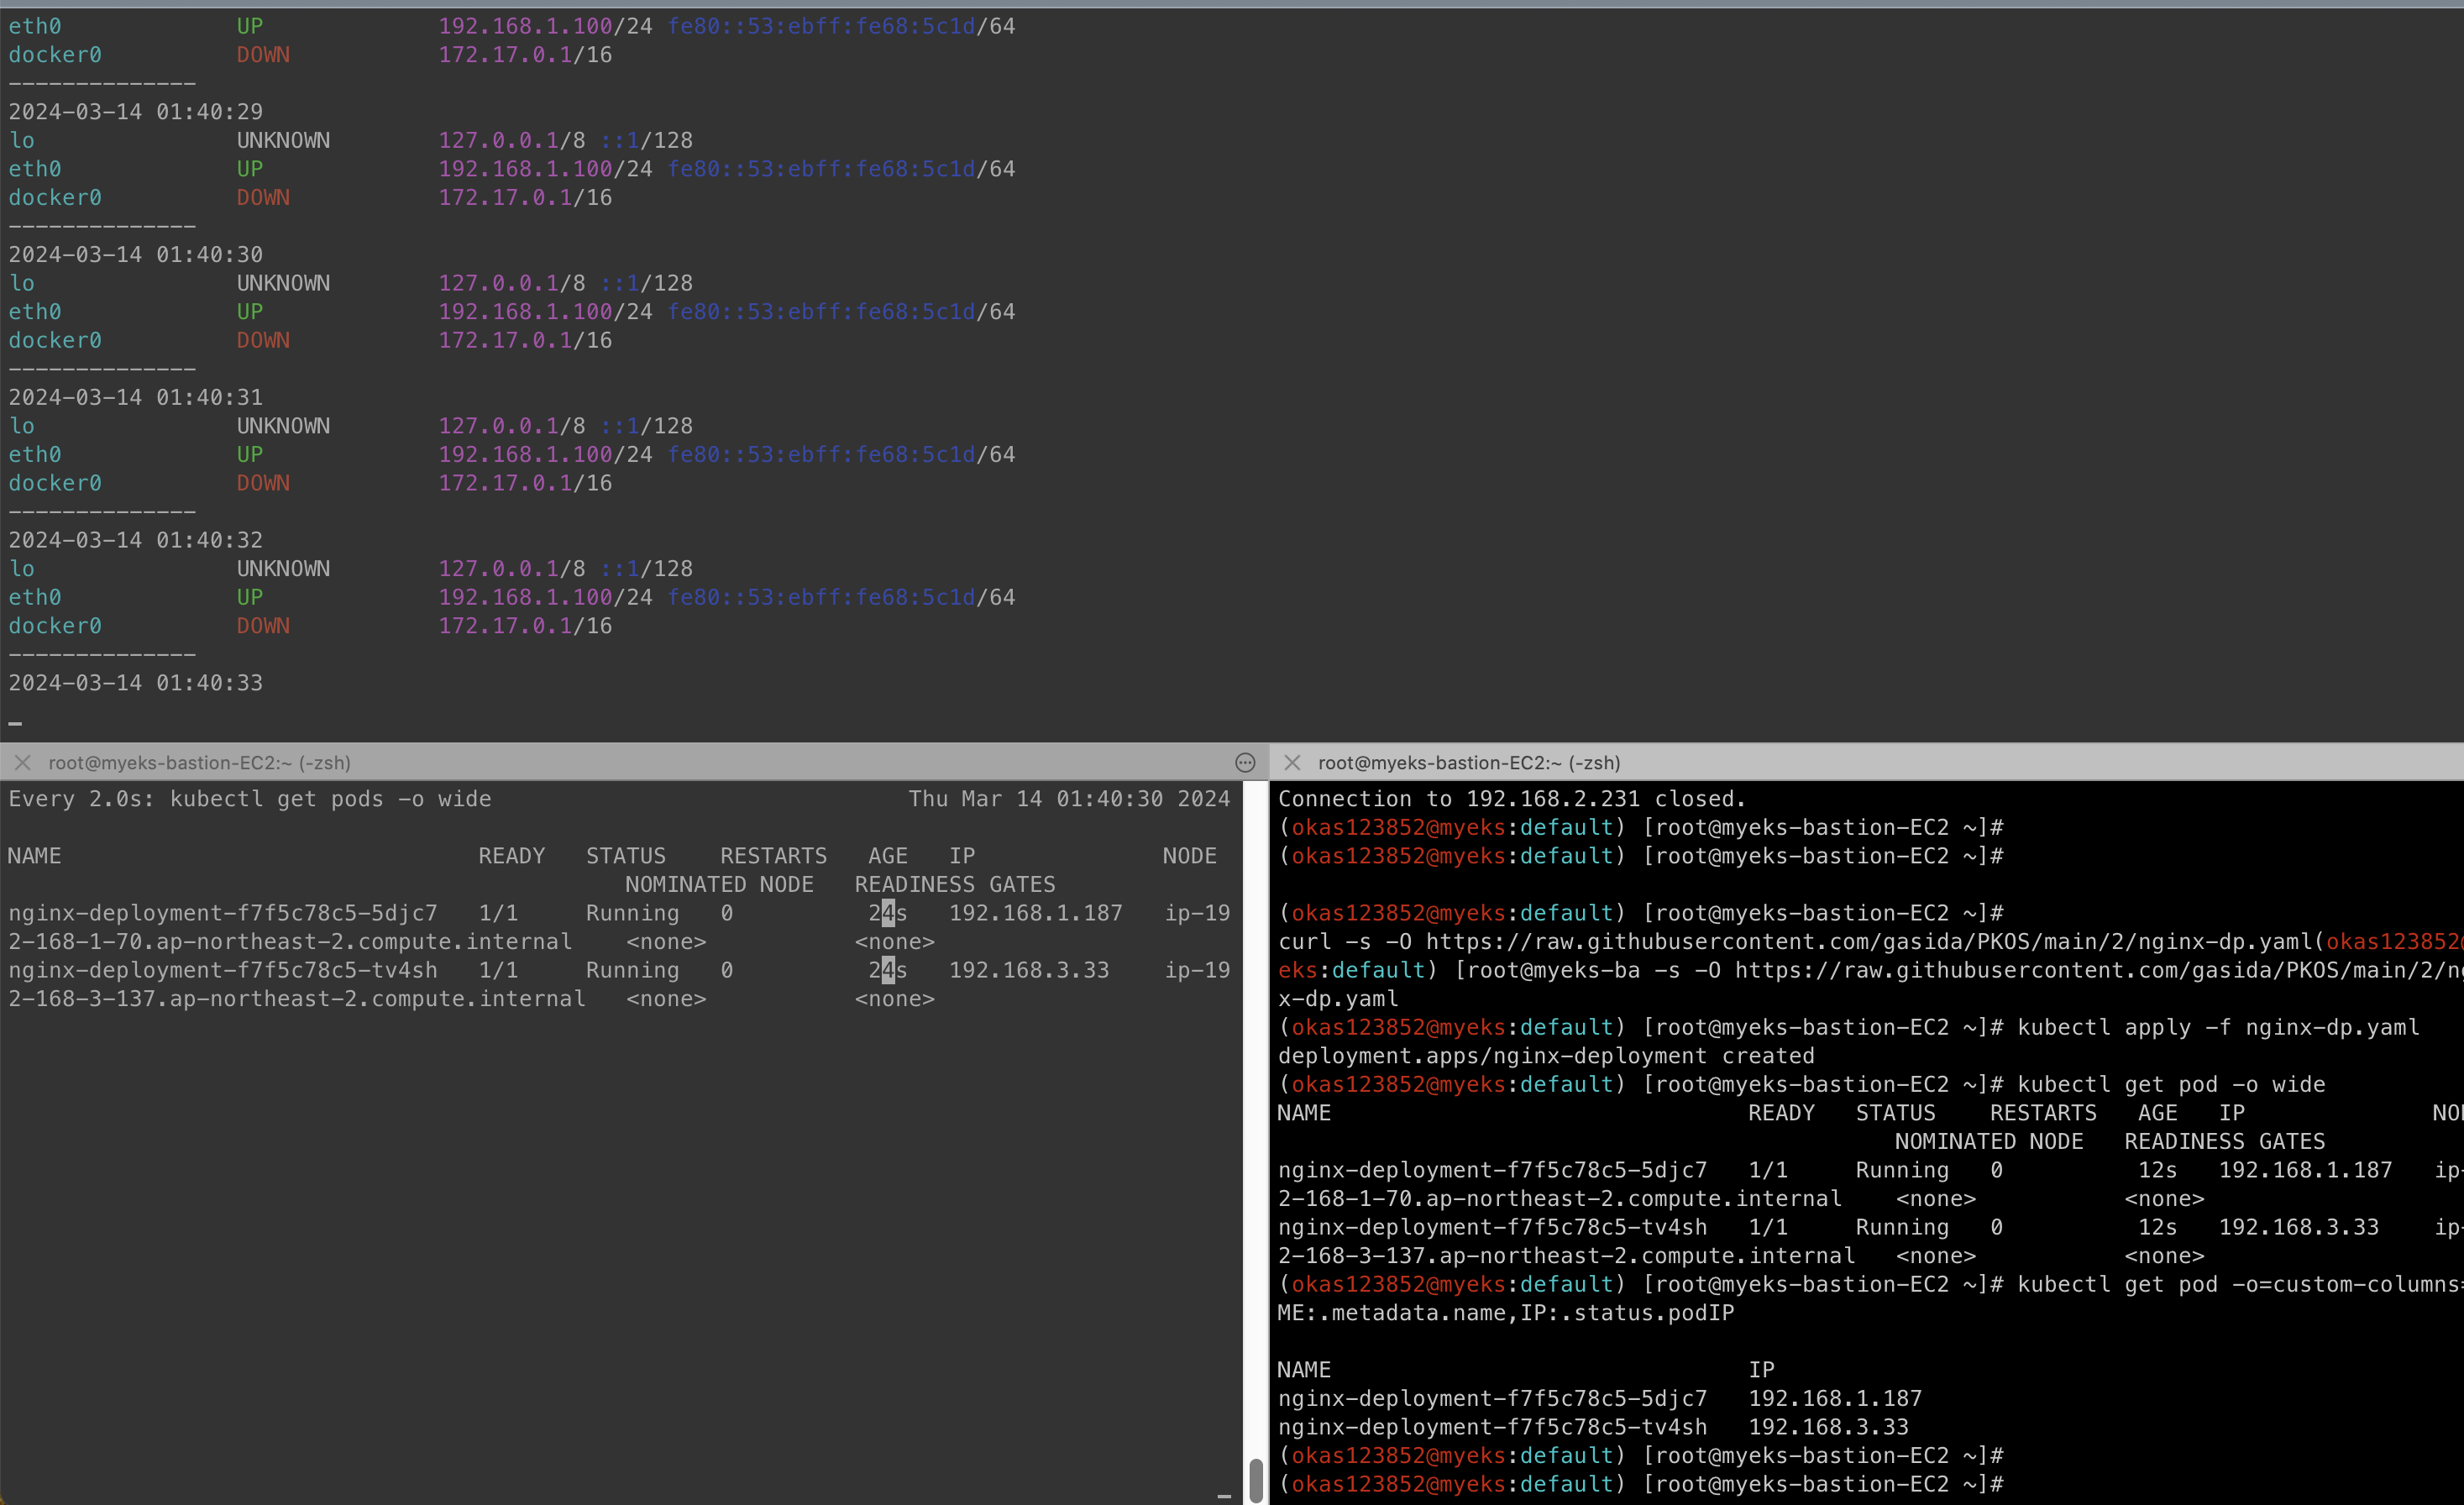 eth0 UP 192.168.1.100/24 fe80::53:ebff:fe68:5c1d/64
docker0 DOWN 172.17.0.1/16
--------------
2024-03-14 01:40:29
lo UNKNOWN 127.0.0.1/8 ::1/128
eth0 UP 192.168.1.100/24 fe80::53:ebff:fe68:5c1d/64
docker0 DOWN 172.17.0.1/16
--------------
2024-03-14 01:40:30
lo UNKNOWN 127.0.0.1/8 ::1/128
eth0 UP 192.168.1.100/24 fe80::53:ebff:fe68:5c1d/64
docker0 DOWN 172.17.0.1/16
--------------
2024-03-14 01:40:31
lo UNKNOWN 127.0.0.1/8 ::1/128
eth0 UP 192.168.1.100/24 fe80::53:ebff:fe68:5c1d/64
docker0 DOWN 172.17.0.1/16
--------------
2024-03-14 01:40:32
lo UNKNOWN 127.0.0.1/8 ::1/128
eth0 UP 192.168.1.100/24 fe80::53:ebff:fe68:5c1d/64
docker0 DOWN 172.17.0.1/16
--------------
2024-03-14 01:40:33
root@myeks-bastion-EC2:~ (-zsh)
Every 2.0s: kubectl get pods -o wide Thu Mar 14 01:40:30 2024
NAME READY STATUS RESTARTS AGE IP NODE
NOMINATED NODE READINESS GATES
nginx-deployment-f7f5c78c5-5djc7 1/1 Running 0 24s 192.168.1.187 ip-19
2-168-1-70.ap-northeast-2.compute.internal <none> <none>
nginx-deployment-f7f5c78c5-tv4sh 1/1 Running 0 24s 192.168.3.33 ip-19
2-168-3-137.ap-northeast-2.compute.internal <none> <none>
root@myeks-bastion-EC2:~ (-zsh)
Connection to 192.168.2.231 closed.
(okas123852@myeks:default) [root@myeks-bastion-EC2 ~]#
(okas123852@myeks:default) [root@myeks-bastion-EC2 ~]#
(okas123852@myeks:default) [root@myeks-bastion-EC2 ~]#
curl -s -O https://raw.githubusercontent.com/gasida/PKOS/main/2/nginx-dp.yaml(okas123852@
eks:default) [root@myeks-ba -s -O https://raw.githubusercontent.com/gasida/PKOS/main/2/ng
x-dp.yaml
(okas123852@myeks:default) [root@myeks-bastion-EC2 ~]# kubectl apply -f nginx-dp.yaml
deployment.apps/nginx-deployment created
(okas123852@myeks:default) [root@myeks-bastion-EC2 ~]# kubectl get pod -o wide
NAME READY STATUS RESTARTS AGE IP NO
NOMINATED NODE READINESS GATES
nginx-deployment-f7f5c78c5-5djc7 1/1 Running 0 12s 192.168.1.187 ip-
2-168-1-70.ap-northeast-2.compute.internal <none> <none>
nginx-deployment-f7f5c78c5-tv4sh 1/1 Running 0 12s 192.168.3.33 ip-
2-168-3-137.ap-northeast-2.compute.internal <none> <none>
(okas123852@myeks:default) [root@myeks-bastion-EC2 ~]# kubectl get pod -o=custom-columns=
ME:.metadata.name,IP:.status.podIP
NAME IP
nginx-deployment-f7f5c78c5-5djc7 192.168.1.187
nginx-deployment-f7f5c78c5-tv4sh 192.168.3.33
(okas123852@myeks:default) [root@myeks-bastion-EC2 ~]#
(okas123852@myeks:default) [root@myeks-bastion-EC2 ~]#